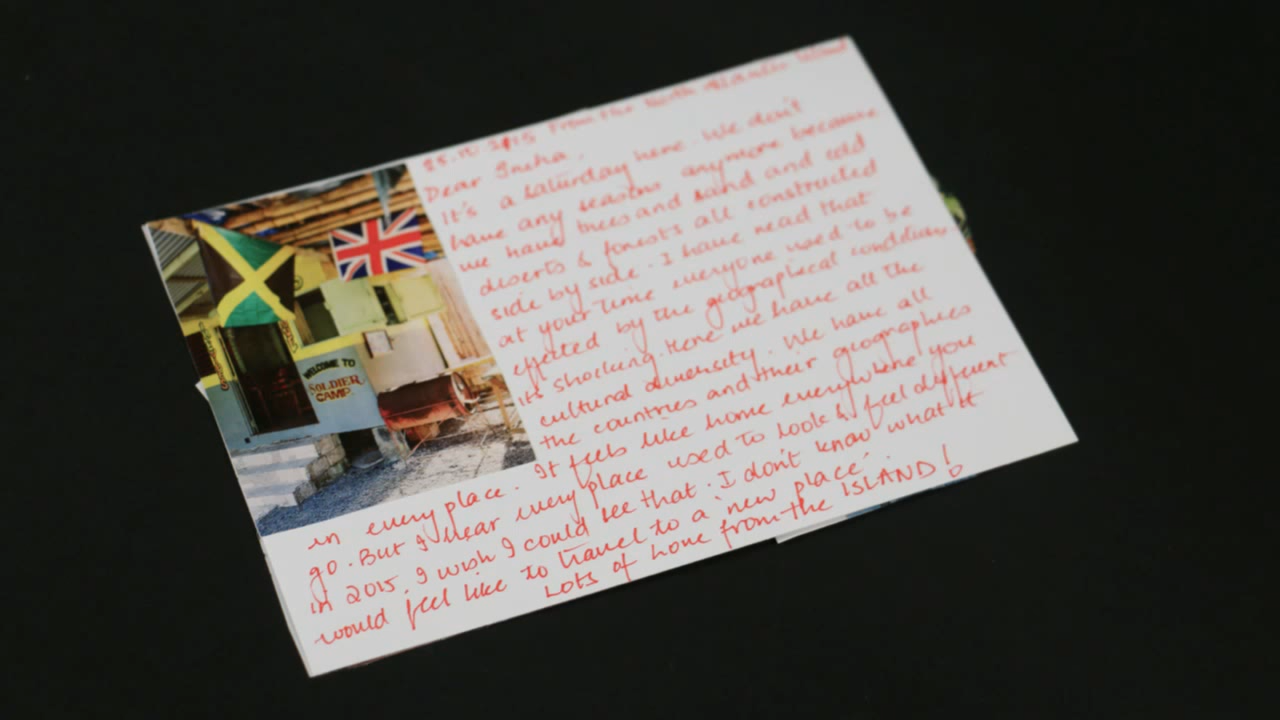 From the North Atlantic Island
Dear
It's a saturday here. We don't
have any seasons anymore because
we have trees and sand and cold
deserts & forests all constructed
side by side. I have read that
at your time everyone used to be
effected by the geographical conditions
its shocking. Here we have all the
cultural diversity. We have all
the countries and their geographies
in every place. It feels like home everywhere you
go. But I hear every place used to look & feel different
in 2015. I wish I could see that. I don't know what it
would feel like to travel to a 'new place'.
Lots of love from the ISLAND!
WELCOME TO
SOLDIER
CAMP